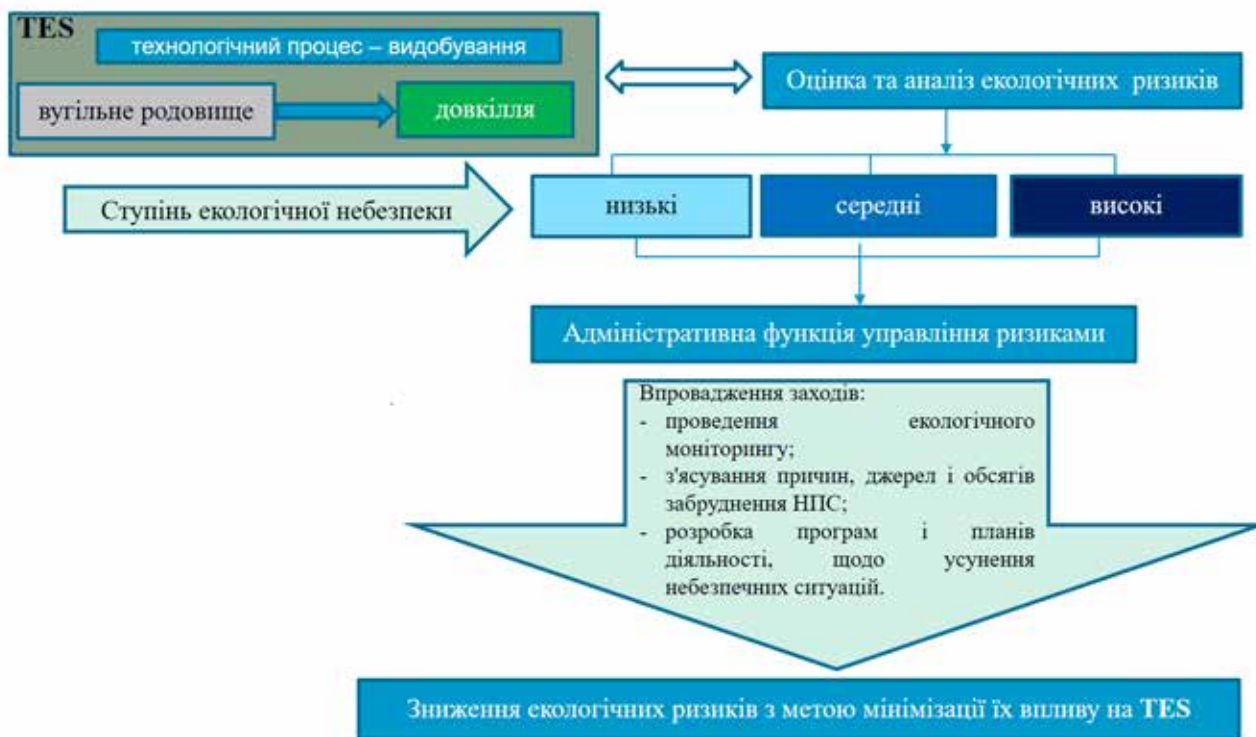 TES
технологічний процес – видобування
вугільне родовище
довкілля
Оцінка та аналіз екологічних ризиків
Ступінь екологічної небезпеки
низькі
середні
високі
Адміністративна функція управління ризиками
Впровадження заходів:
- проведення екологічного
моніторингу;
- з'ясування причин, джерел і обсягів
забруднення НПС;
- розробка програм і планів
діяльності, щодо усунення
небезпечних ситуацій.
Зниження екологічних ризиків з метою мінімізації їх впливу на TES